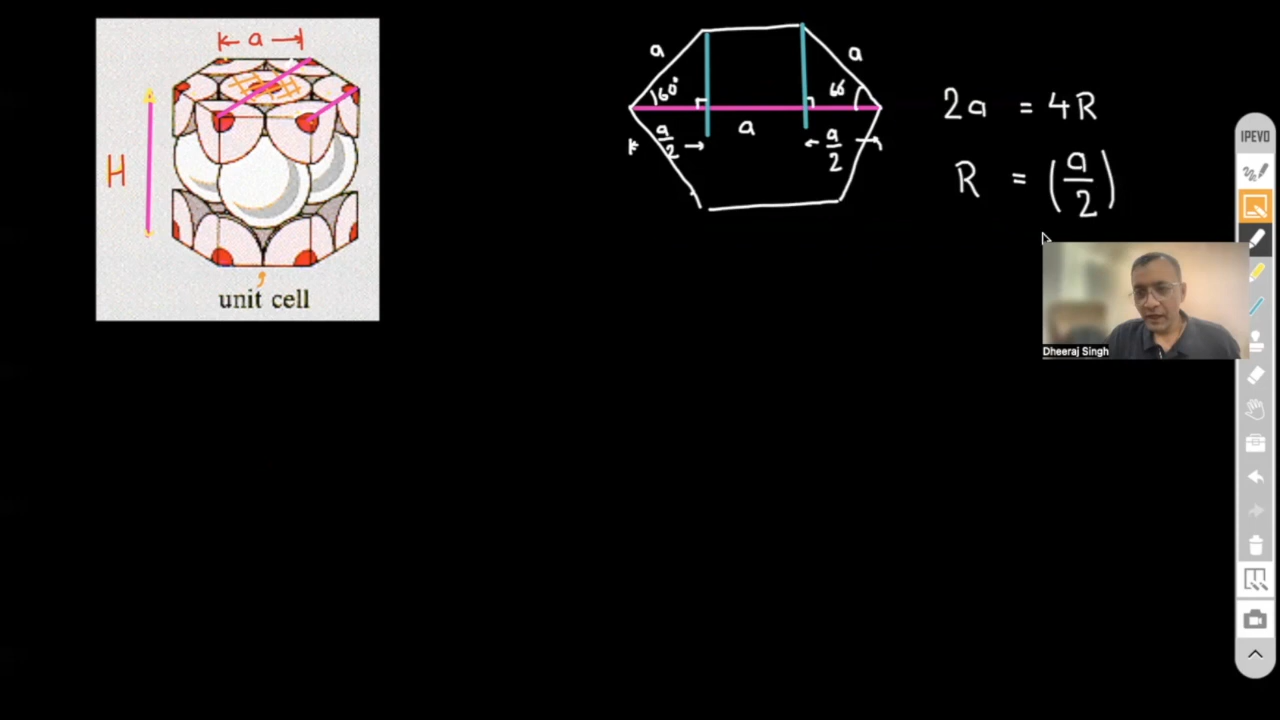 a
H
unit cell
a
a
60°
60
a
a/2
a/2
2a = 4R
R = (a/2)
IPEVO
Dheeraj Singh